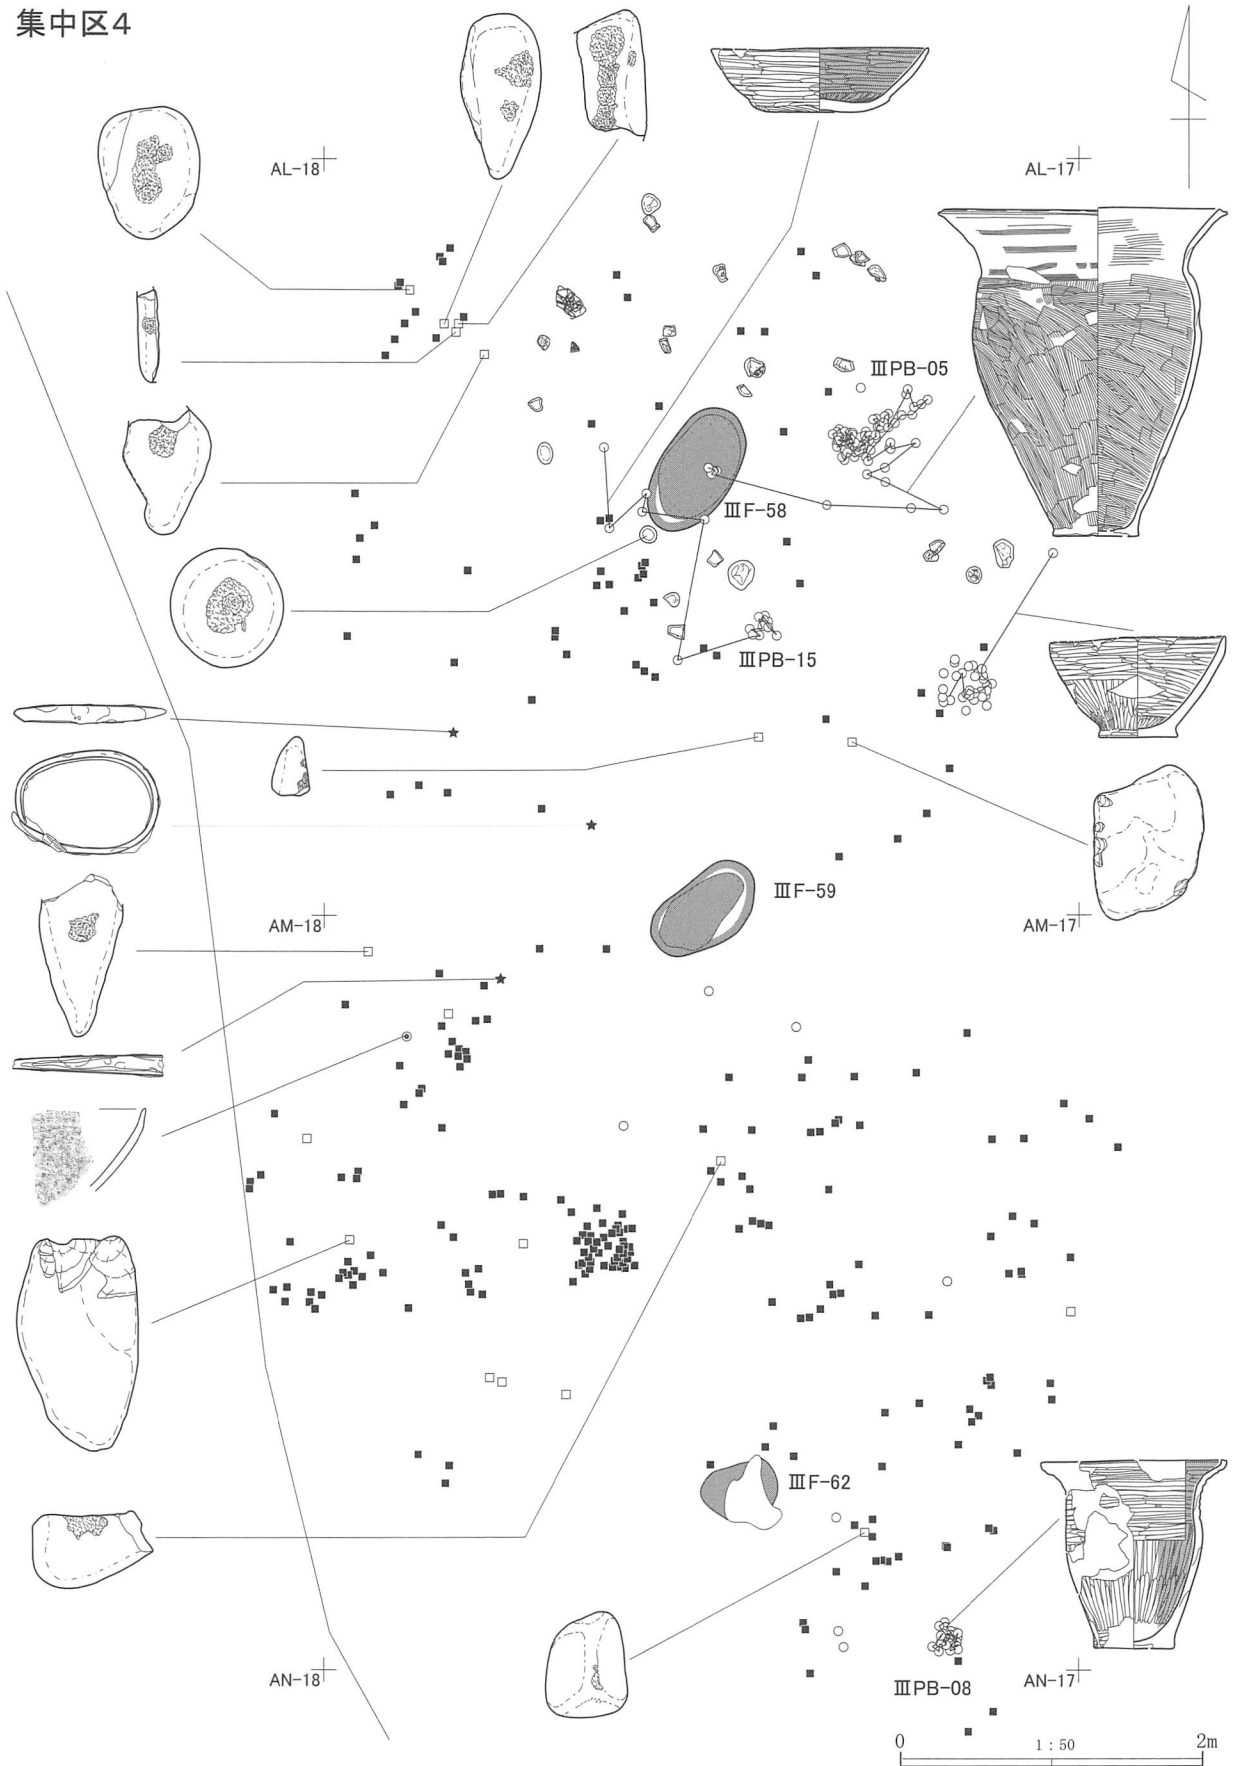 集中区4
AL-18
AL-17
ⅢPB-05
ⅢF-58
ⅢPB-15
ⅢF-59
AM-18
AM-17
ⅢF-62
AN-18
ⅢPB-08
AN-17
0 1:50 2m